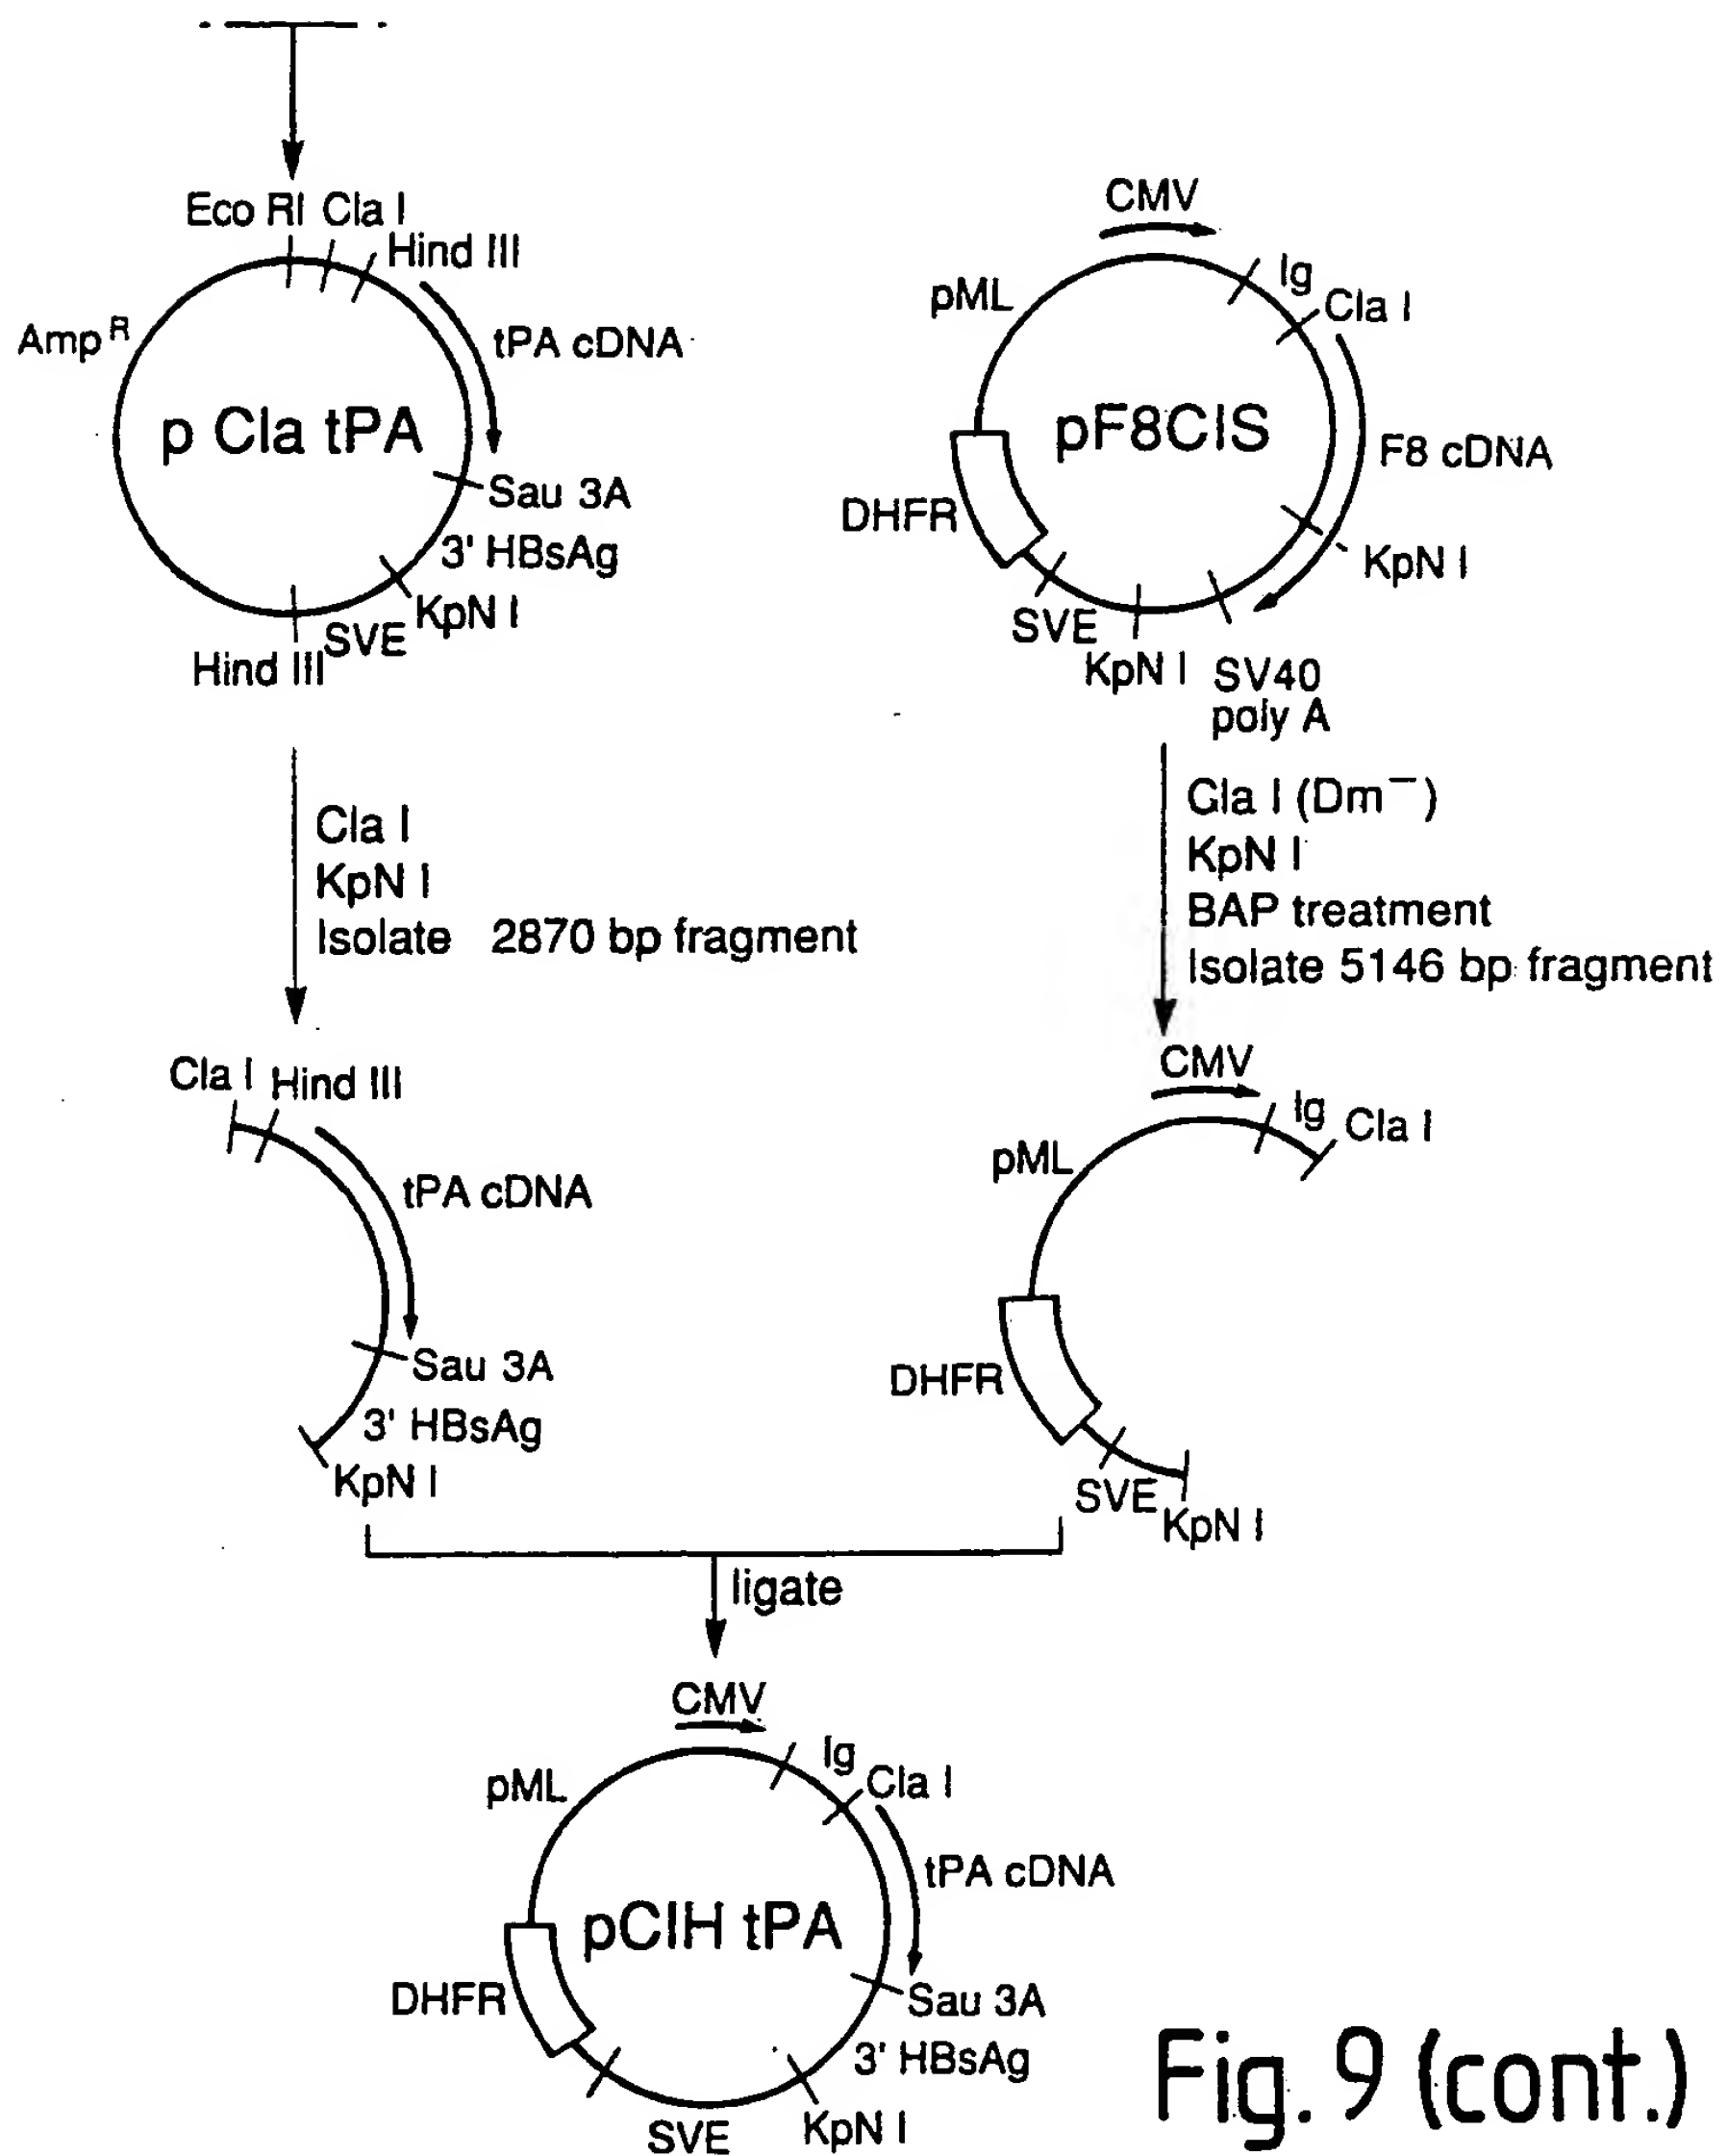 Eco RI Cla I
Hind III
Amp R
tPA cDNA
p Cla tPA
Sau 3A
3' HBsAg
KpN I
SVE
Hind III
CMV
Ig
pML
Cla I
pF8CIS
F8 cDNA
DHFR
KpN I
SVE
KpN I
SV40
poly A
Cla I
KpN I
Isolate 2870 bp fragment
Cla I (Dm⁻)
KpN I
BAP treatment
Isolate 5146 bp fragment
Cla I Hind III
tPA cDNA
Sau 3A
3' HBsAg
KpN I
CMV
Ig
Cla I
pML
DHFR
SVE
KpN I
ligate
CMV
Ig
Cla I
pML
tPA cDNA
pCIH tPA
DHFR
Sau 3A
3' HBsAg
KpN I
SVE
Fig. 9 (cont.)